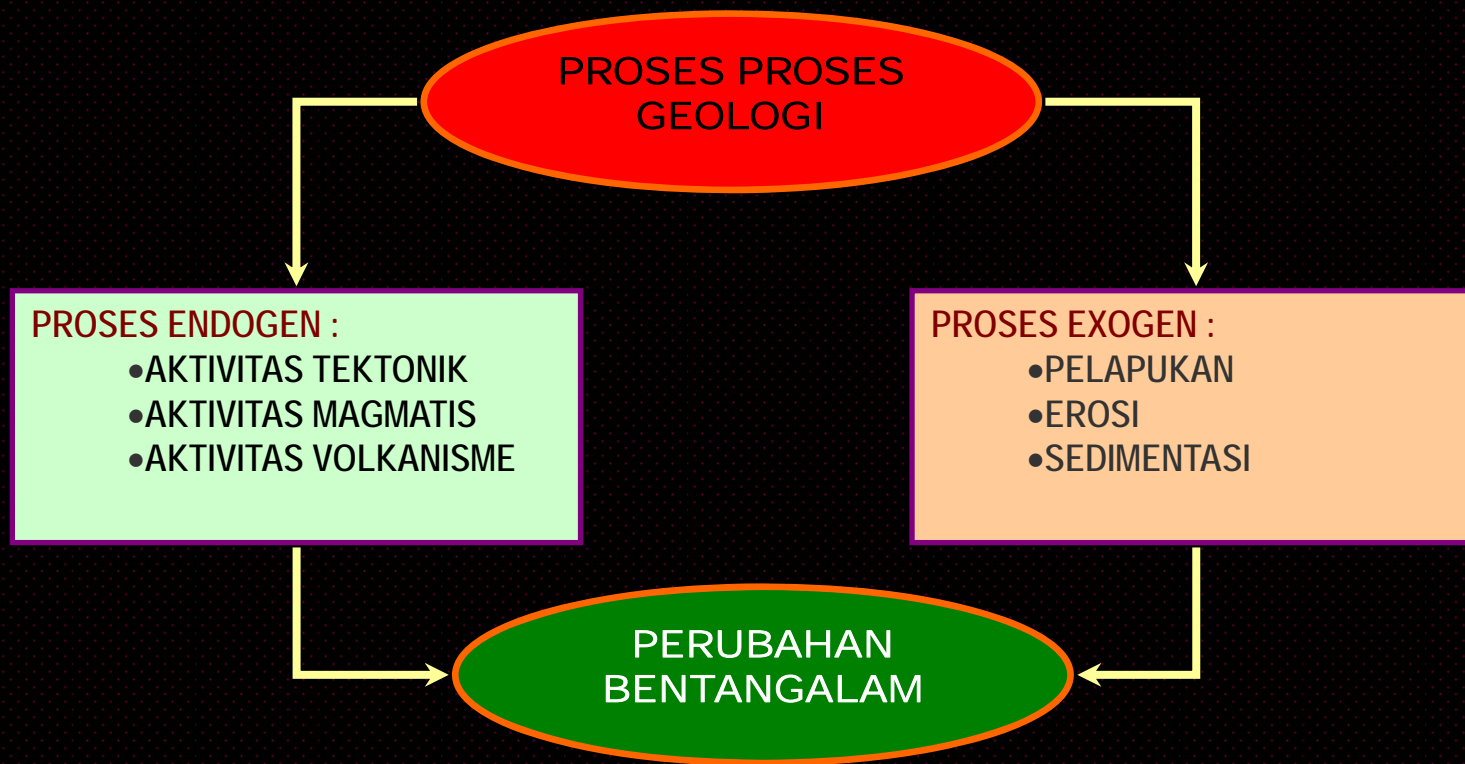 PROSES PROSES
GEOLOGI
PROSES ENDOGEN :
•AKTIVITAS TEKTONIK
•AKTIVITAS MAGMATIS
•AKTIVITAS VOLKANISME
PROSES EXOGEN :
•PELAPUKAN
•EROSI
•SEDIMENTASI
PERUBAHAN
BENTANGALAM